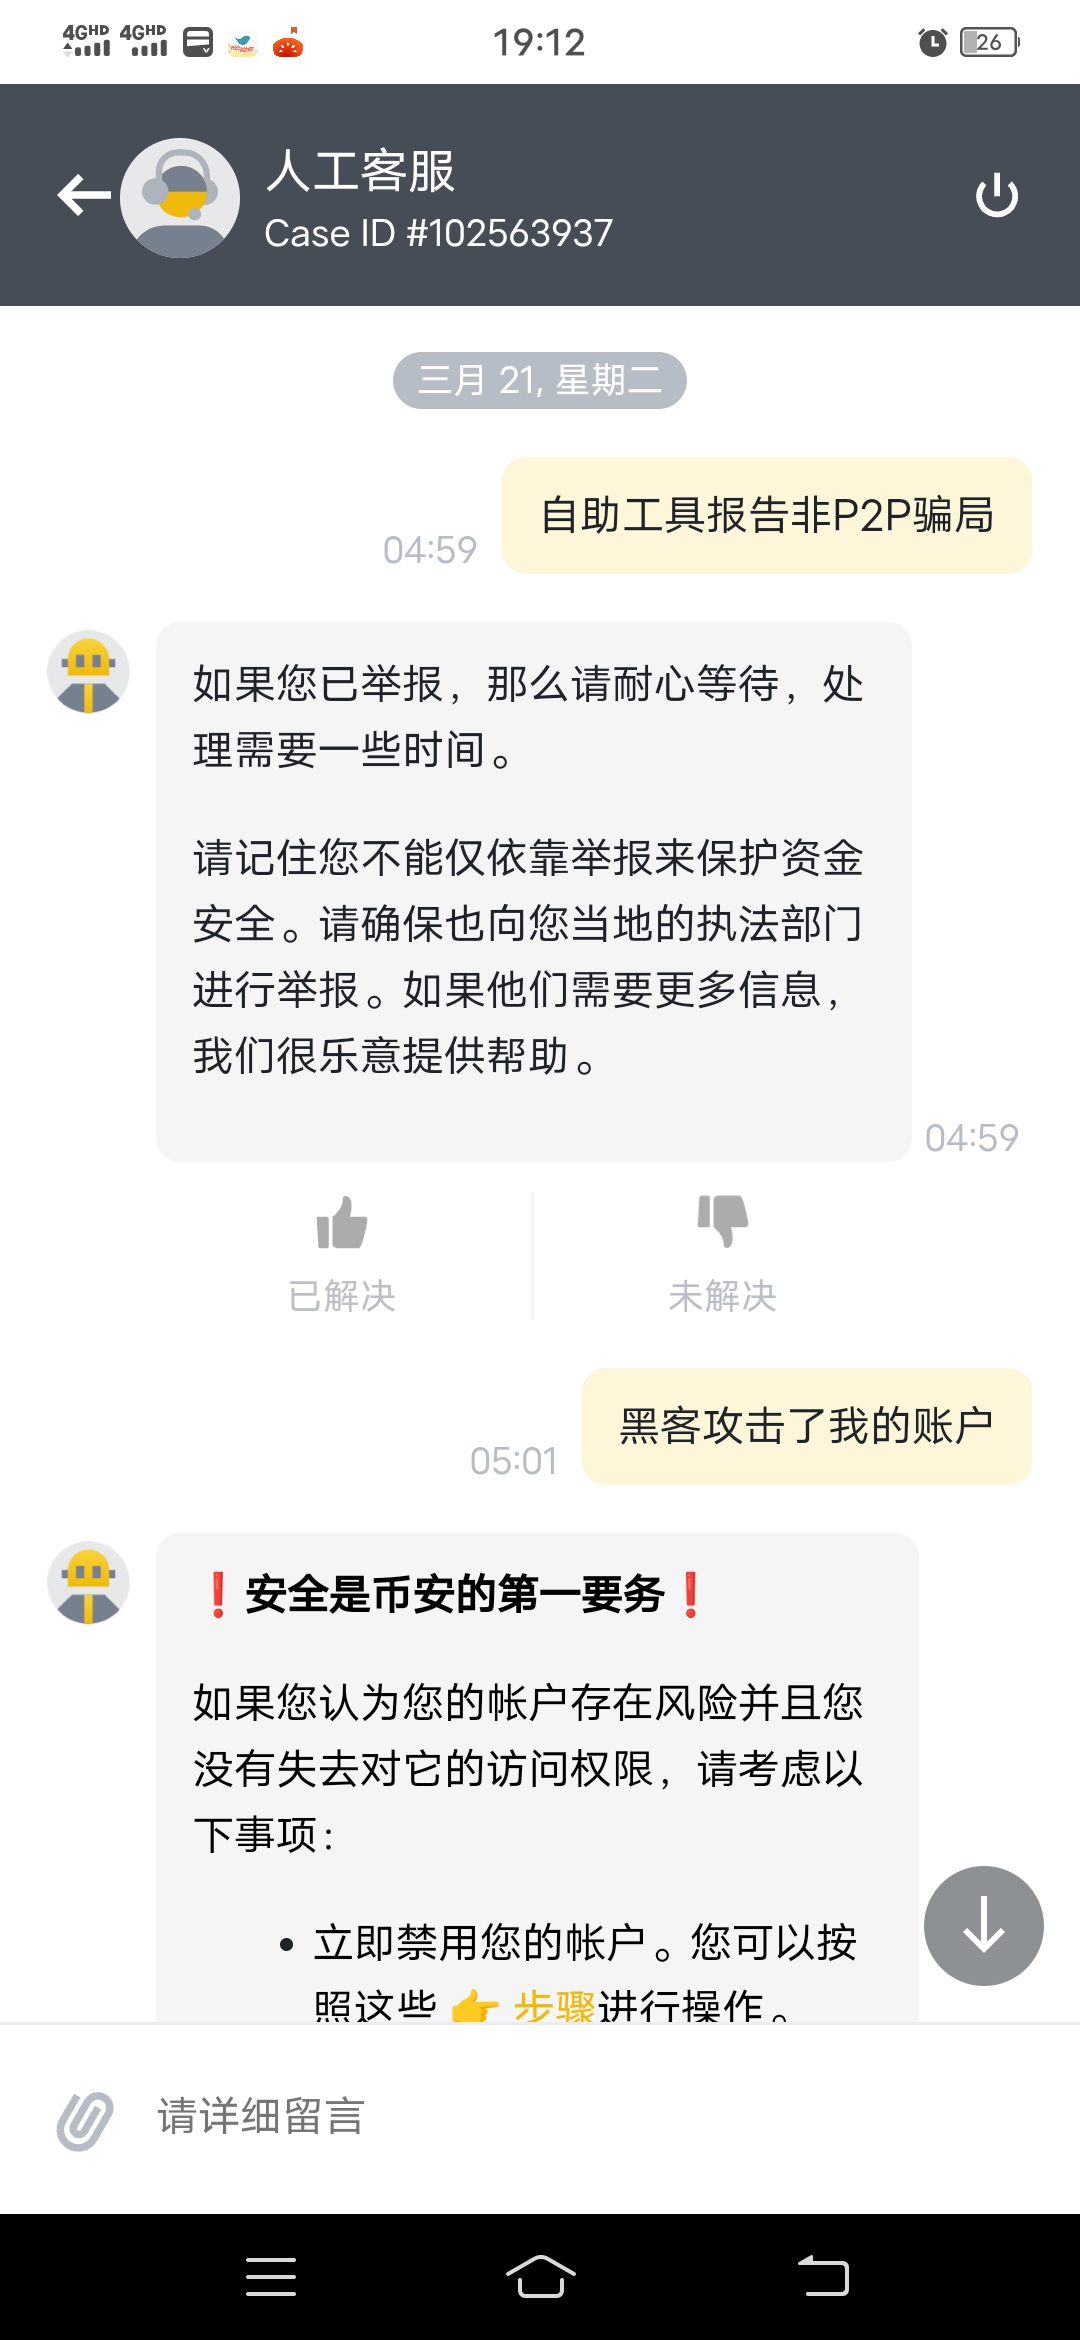 4GHD 4GHD 19:12 26
人工客服
Case ID #102563937
三月 21, 星期二
自助工具报告非P2P骗局
04:59
如果您已举报，那么请耐心等待，处
理需要一些时间。
请记住您不能仅依靠举报来保护资金
安全。请确保也向您当地的执法部门
进行举报。如果他们需要更多信息，
我们很乐意提供帮助。
04:59
已解决
未解决
黑客攻击了我的账户
05:01
❗安全是币安的第一要务❗
如果您认为您的帐户存在风险并且您
没有失去对它的访问权限，请考虑以
下事项：
• 立即禁用您的帐户。您可以按
照这些 👉 步骤进行操作。
请详细留言